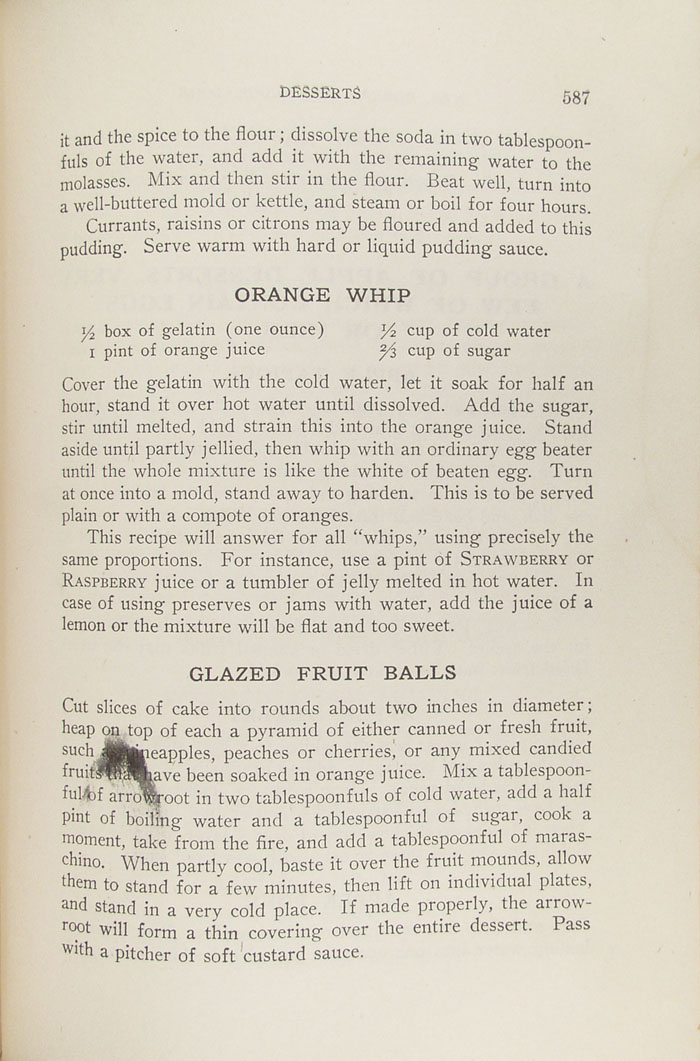 DESSERTS 587
it and the spice to the flour; dissolve the soda in two tablespoon-
fuls of the water, and add it with the remaining water to the
molasses. Mix and then stir in the flour. Beat well, turn into
a well-buttered mold or kettle, and steam or boil for four hours.
Currants, raisins or citrons may be floured and added to this
pudding. Serve warm with hard or liquid pudding sauce.
ORANGE WHIP
½ box of gelatin (one ounce) ½ cup of cold water
1 pint of orange juice ⅔ cup of sugar
Cover the gelatin with the cold water, let it soak for half an
hour, stand it over hot water until dissolved. Add the sugar,
stir until melted, and strain this into the orange juice. Stand
aside until partly jellied, then whip with an ordinary egg beater
until the whole mixture is like the white of beaten egg. Turn
at once into a mold, stand away to harden. This is to be served
plain or with a compote of oranges.
This recipe will answer for all "whips," using precisely the
same proportions. For instance, use a pint of STRAWBERRY or
RASPBERRY juice or a tumbler of jelly melted in hot water. In
case of using preserves or jams with water, add the juice of a
lemon or the mixture will be flat and too sweet.
GLAZED FRUIT BALLS
Cut slices of cake into rounds about two inches in diameter;
heap on top of each a pyramid of either canned or fresh fruit,
such pineapples, peaches or cherries, or any mixed candied
fruits that have been soaked in orange juice. Mix a tablespoon-
ful of arrowroot in two tablespoonfuls of cold water, add a half
pint of boiling water and a tablespoonful of sugar, cook a
moment, take from the fire, and add a tablespoonful of maras-
chino. When partly cool, baste it over the fruit mounds, allow
them to stand for a few minutes, then lift on individual plates,
and stand in a very cold place. If made properly, the arrow-
root will form a thin covering over the entire dessert. Pass
with a pitcher of soft custard sauce.